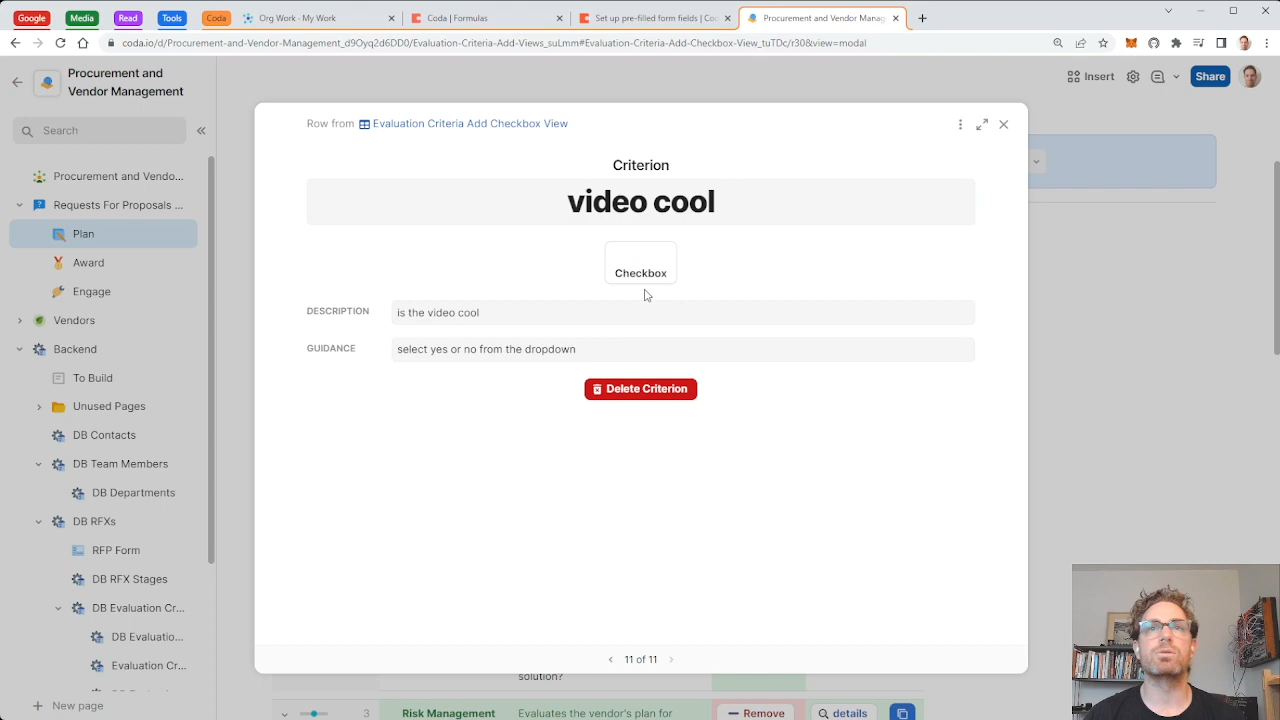 Google
Media
Read
Tools
Coda
Org Work - My Work
Coda | Formulas
Set up pre-filled form fields | Co
Procurement and Vendor Manag
coda.io/d/Procurement-and-Vendor-Management_d9Oyq2d6DD0/Evaluation-Criteria-Add-Views_suLmm#Evaluation-Criteria-Add-Checkbox-View_tuTDc/r30&view=modal
Procurement and
Vendor Management
Insert
Share
Search
Procurement and Vendo...
Requests For Proposals ...
Plan
Award
Engage
Vendors
Backend
To Build
Unused Pages
DB Contacts
DB Team Members
DB Departments
DB RFXs
RFP Form
DB RFX Stages
DB Evaluation Cr...
DB Evaluatio...
Evaluation Cr...
New page
Row from Evaluation Criteria Add Checkbox View
Criterion
video cool
Checkbox
DESCRIPTION is the video cool
GUIDANCE select yes or no from the dropdown
Delete Criterion
11 of 11
solution?
3 Risk Management Evaluates the vendor's plan for Remove details